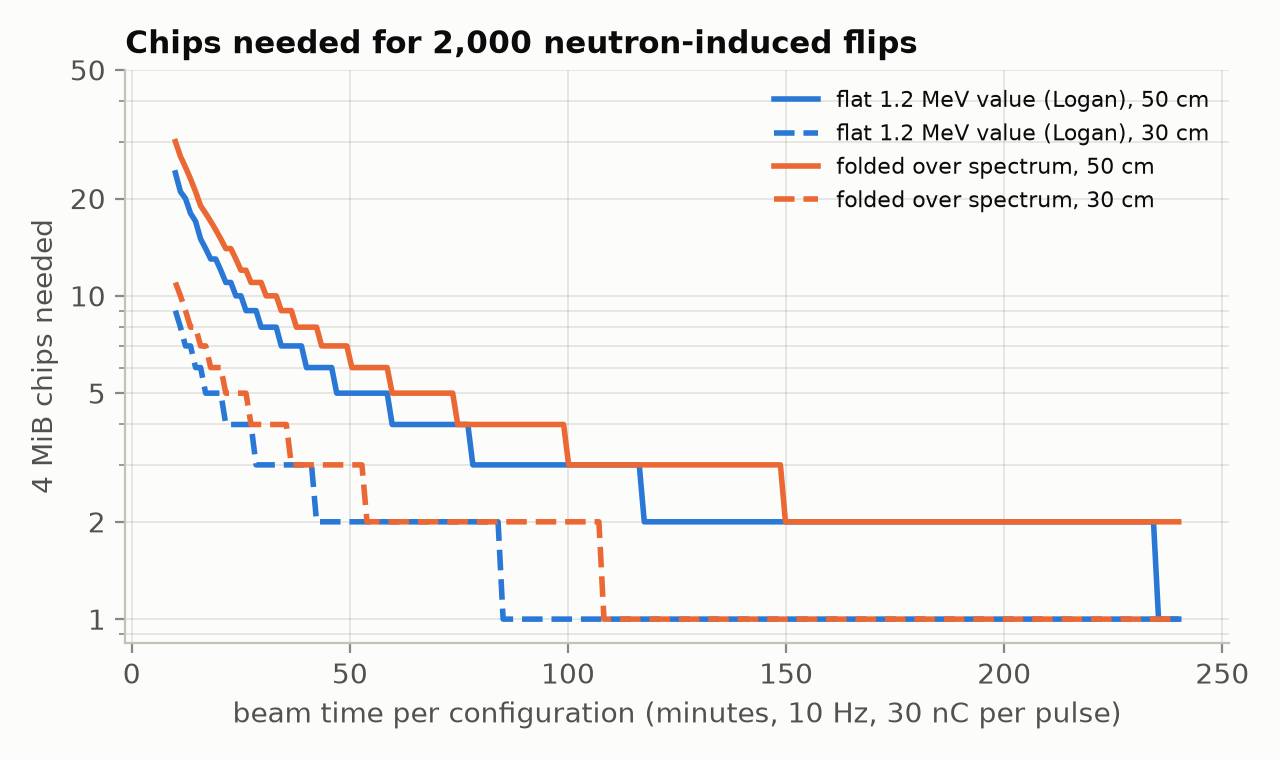 Chips needed for 2,000 neutron-induced flips
50
20
10
5
2
1
4 MiB chips needed
flat 1.2 MeV value (Logan), 50 cm
flat 1.2 MeV value (Logan), 30 cm
folded over spectrum, 50 cm
folded over spectrum, 30 cm
0 50 100 150 200 250
beam time per configuration (minutes, 10 Hz, 30 nC per pulse)